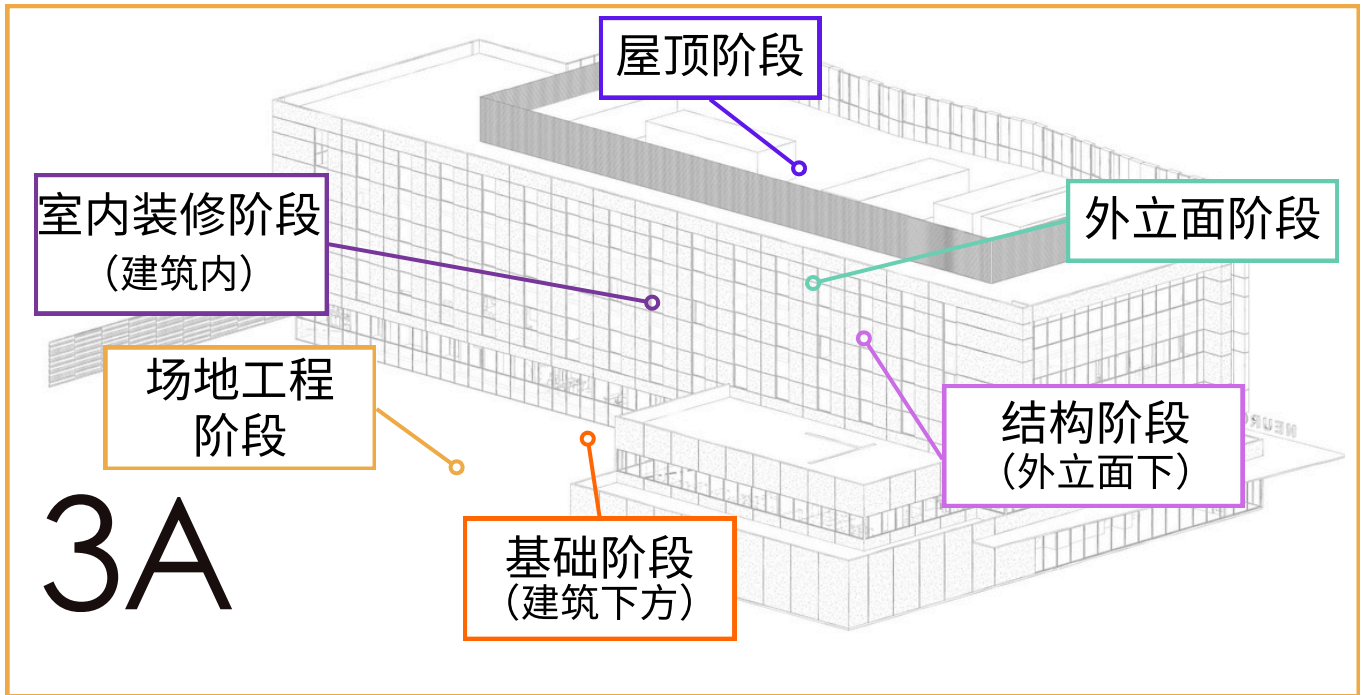 屋顶阶段
室内装修阶段
（建筑内）
外立面阶段
场地工程
阶段
结构阶段
（外立面下）
3A
基础阶段
（建筑下方）